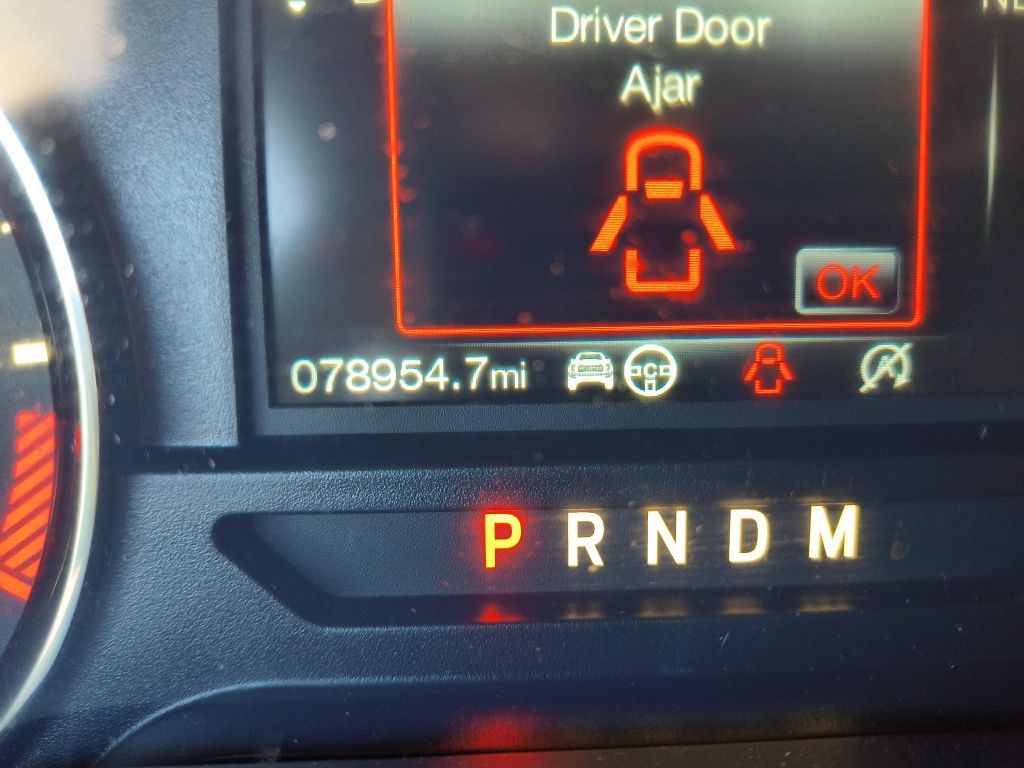 Driver Door
Ajar
OK
078954.7mi
C
A
P R N D M